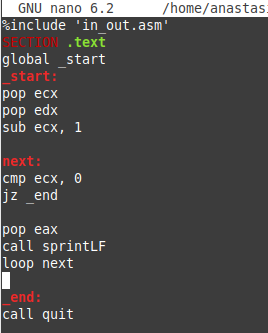 GNU nano 6.2 /home/anastas
%include 'in_out.asm'
SECTION .text
global _start
_start:
pop ecx
pop edx
sub ecx, 1
next:
cmp ecx, 0
jz _end
pop eax
call sprintLF
loop next
_end:
call quit